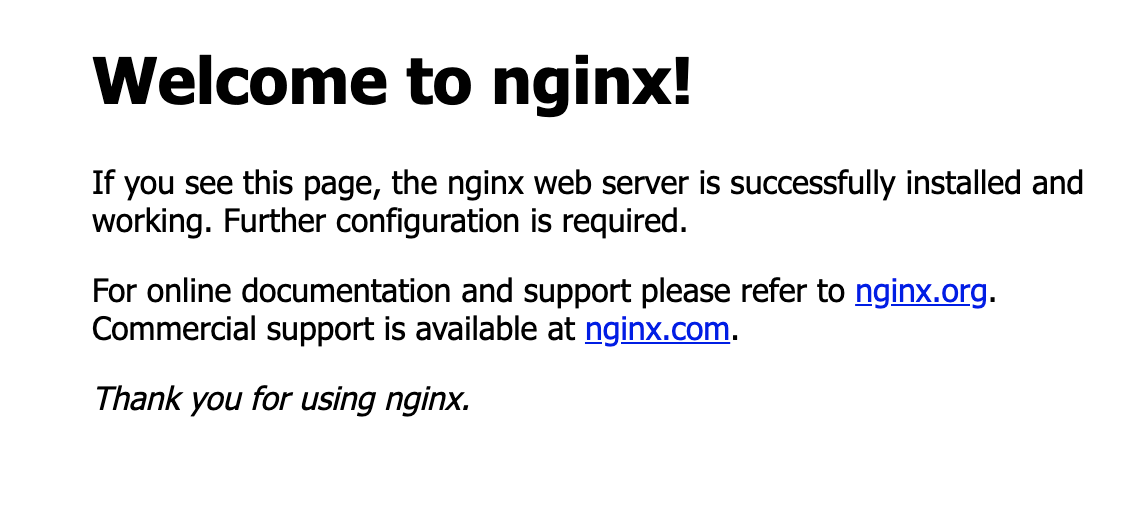 Welcome to nginx!
If you see this page, the nginx web server is successfully installed and
working. Further configuration is required.
For online documentation and support please refer to nginx.org.
Commercial support is available at nginx.com.
Thank you for using nginx.